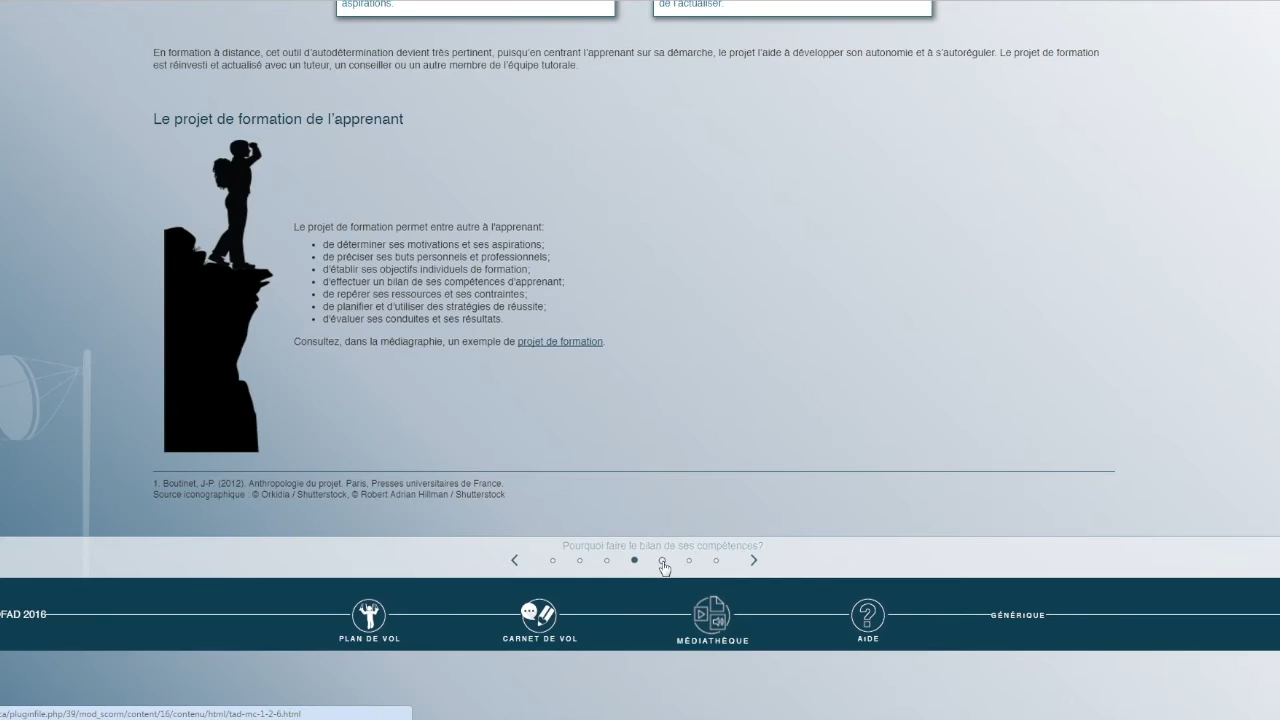 aspirations.
de l'actualiser.
En formation à distance, cet outil d'autodétermination devient très pertinent, puisqu'en centrant l'apprenant sur sa démarche, le projet l'aide à développer son autonomie et à s'autoréguler. Le projet de formation
est réinvesti et actualisé avec un tuteur, un conseiller ou un autre membre de l'équipe tutorale.
Le projet de formation de l'apprenant
Le projet de formation permet entre autre à l'apprenant:
• de déterminer ses motivations et ses aspirations;
• de préciser ses buts personnels et professionnels;
• d'établir ses objectifs individuels de formation;
• d'effectuer un bilan de ses compétences d'apprenant;
• de repérer ses ressources et ses contraintes;
• de planifier et d'utiliser des stratégies de réussite;
• d'évaluer ses conduites et ses résultats.
Consultez, dans la médiagraphie, un exemple de projet de formation.
1. Boutinet, J-P. (2012). Anthropologie du projet. Paris, Presses universitaires de France.
Source iconographique : © Orkidia / Shutterstock, © Robert Adrian Hillman / Shutterstock
Pourquoi faire le bilan de ses compétences?
OFAD 2016
PLAN DE VOL
CARNET DE VOL
MÉDIATHÈQUE
AIDE
GÉNÉRIQUE
ca/pluginfile.php/39/mod_scorm/content/16/contenu/html/tad-mc-1-2-6.html